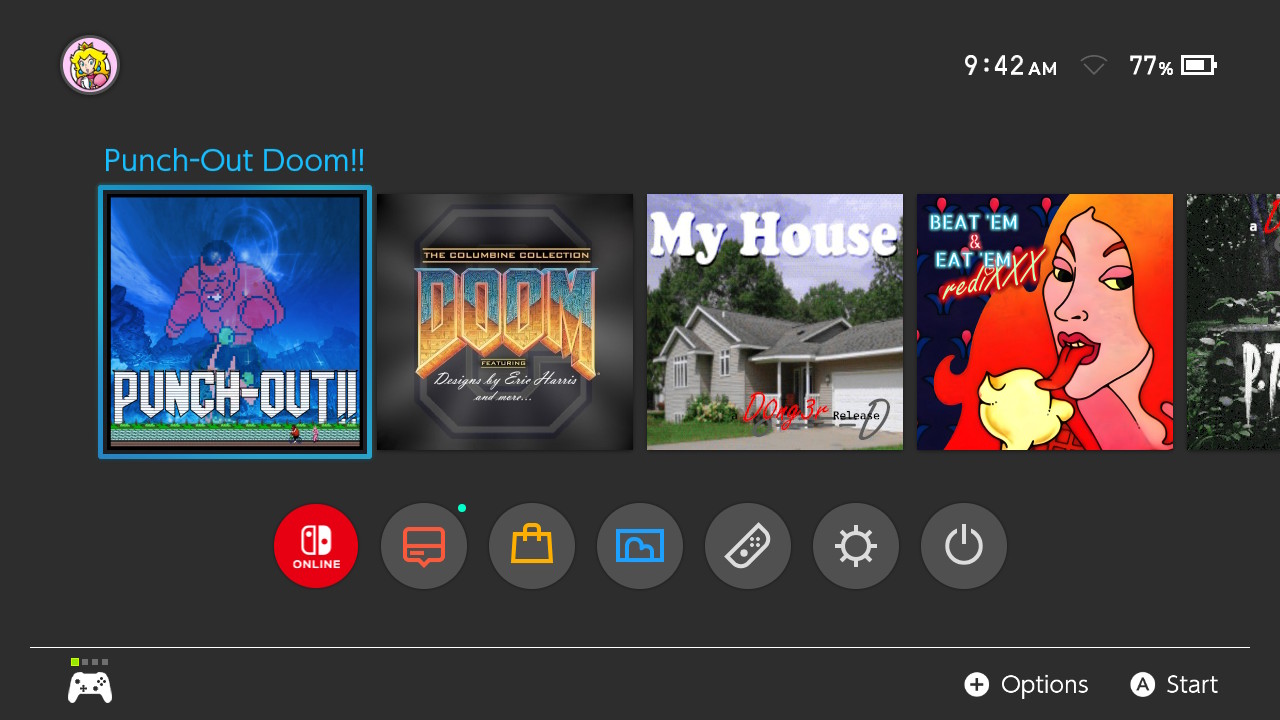 9:42 AM
77%
Punch-Out Doom!!
PUNCH-OUT!!
THE COLUMBINE COLLECTION
DOOM
FEATURING
Designs by Eric Harris
and more...
My House
a D0ng3r Release
BEAT 'EM
&
EAT 'EM
rediXXX
a
P.T
ONLINE
Options
A Start